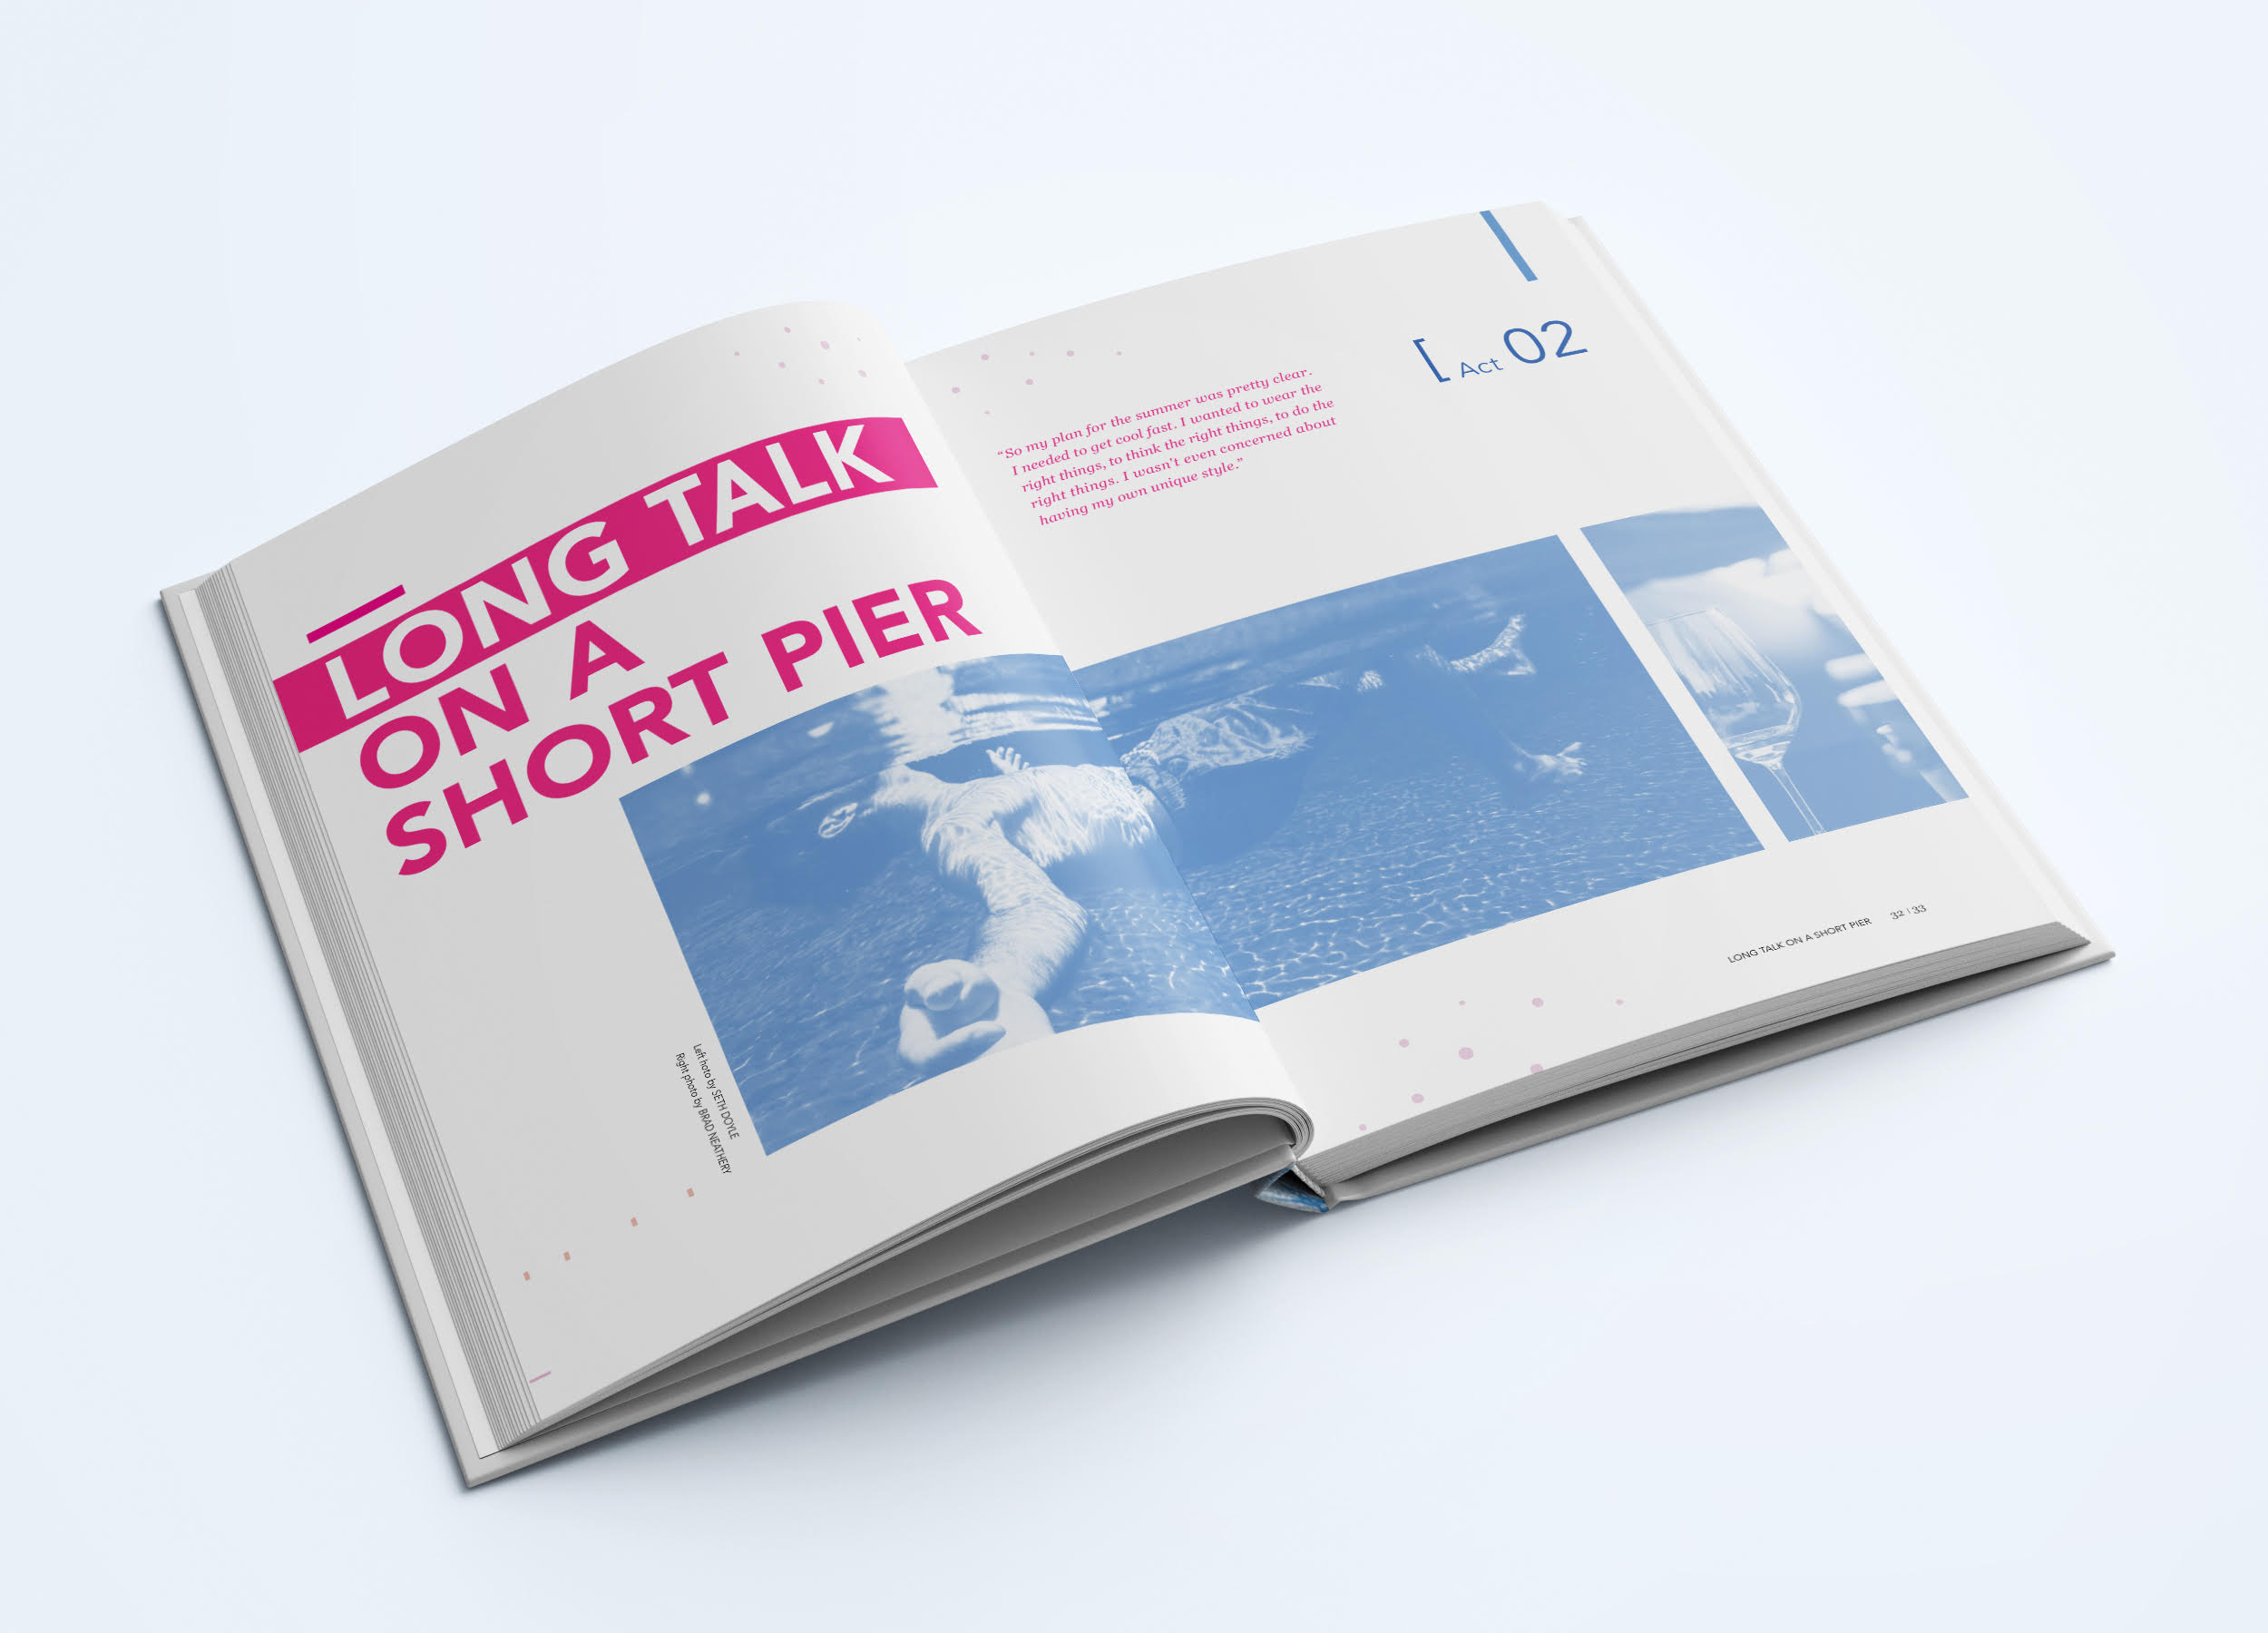 LONG TALK
ON A
SHORT PIER
Left hoto by SETH DOYLE
Right photo by BRAD NEATHERY
“So my plan for the summer was pretty clear.
I needed to get cool fast. I wanted to wear the
right things, to think the right things, to do the
right things. I wasn’t even concerned about
having my own unique style.”
[ Act 02
LONG TALK ON A SHORT PIER 32 | 33